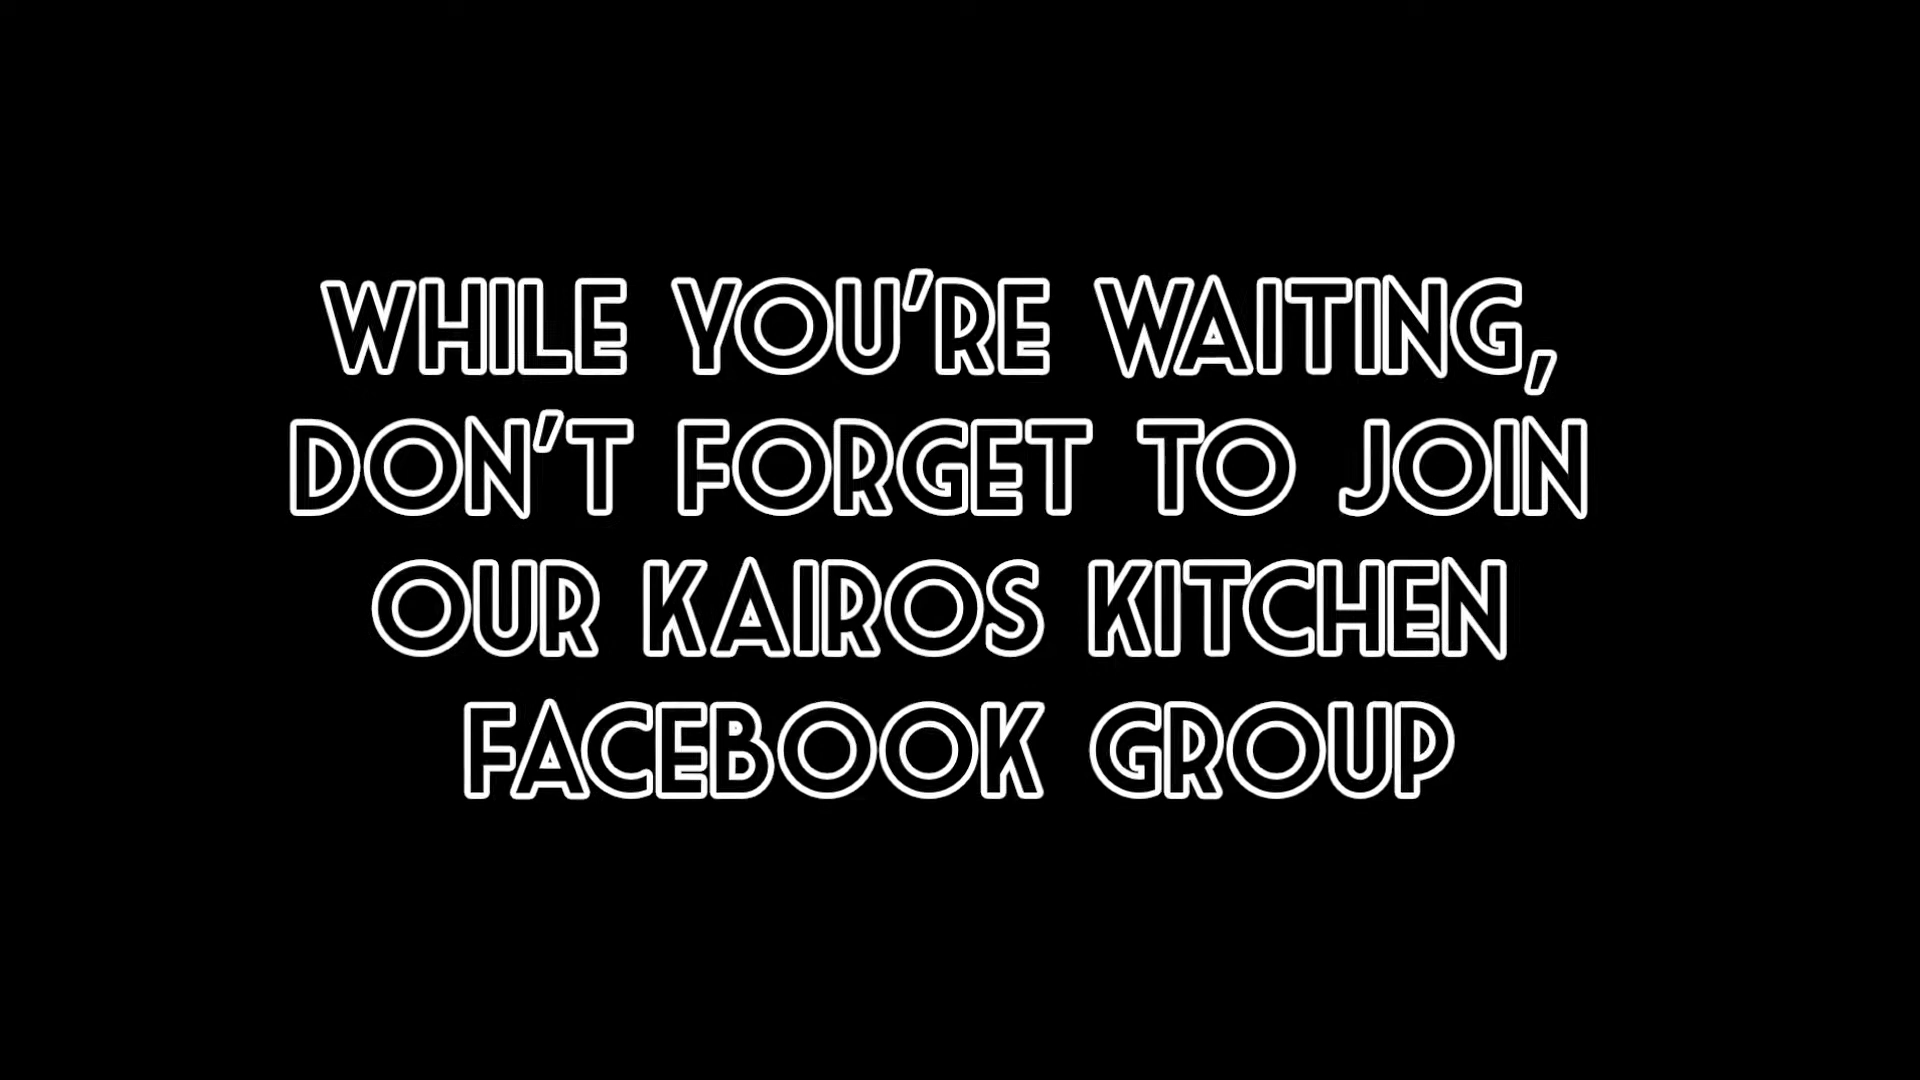 WHILE YOU'RE WAITING,
DON'T FORGET TO JOIN
OUR KAIROS KITCHEN
FACEBOOK GROUP